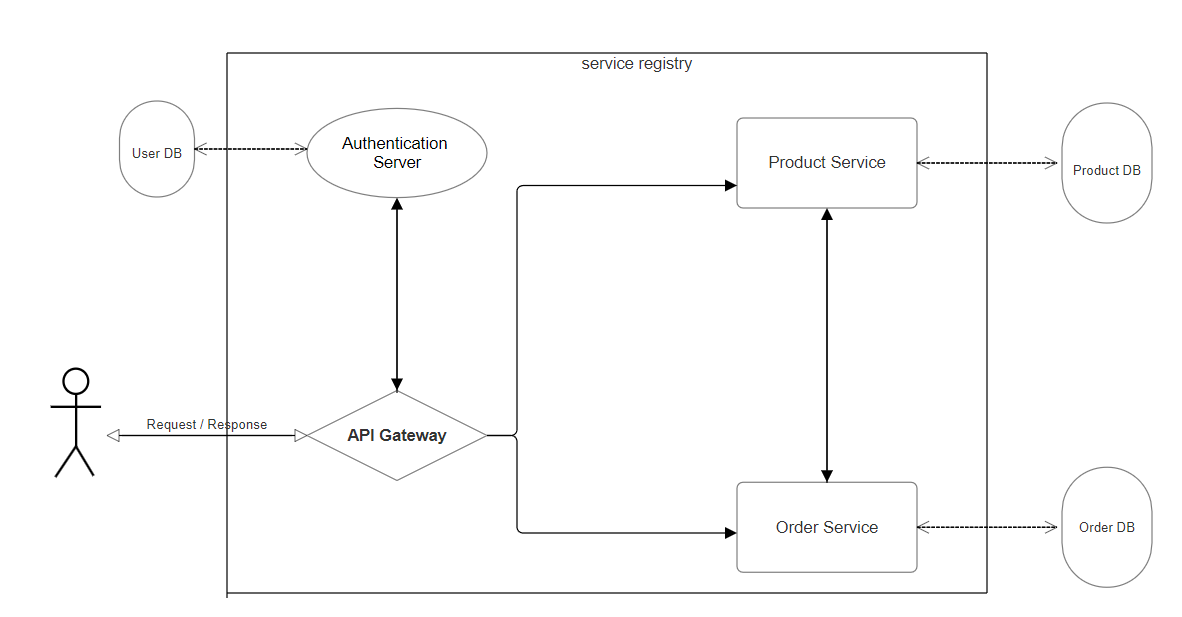 service registry
User DB
Authentication
Server
Product Service
Product DB
Request / Response
API Gateway
Order Service
Order DB